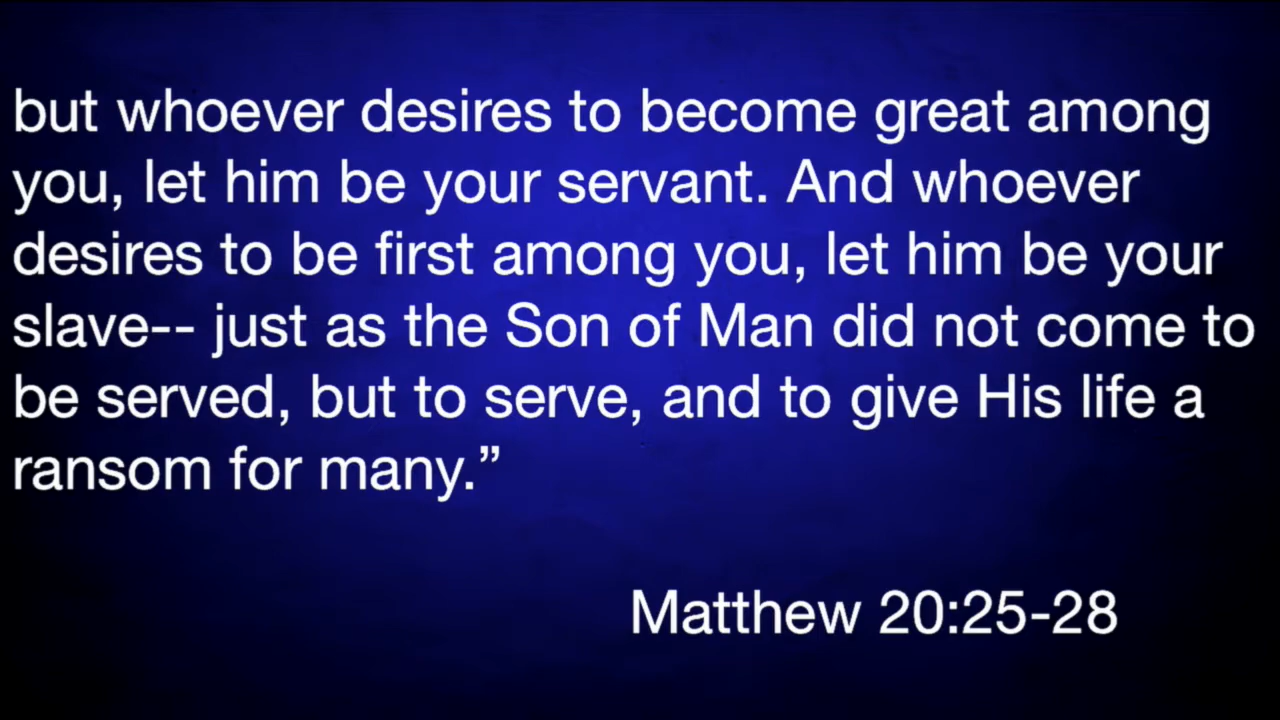 but whoever desires to become great among
you, let him be your servant. And whoever
desires to be first among you, let him be your
slave-- just as the Son of Man did not come to
be served, but to serve, and to give His life a
ransom for many.”
Matthew 20:25-28